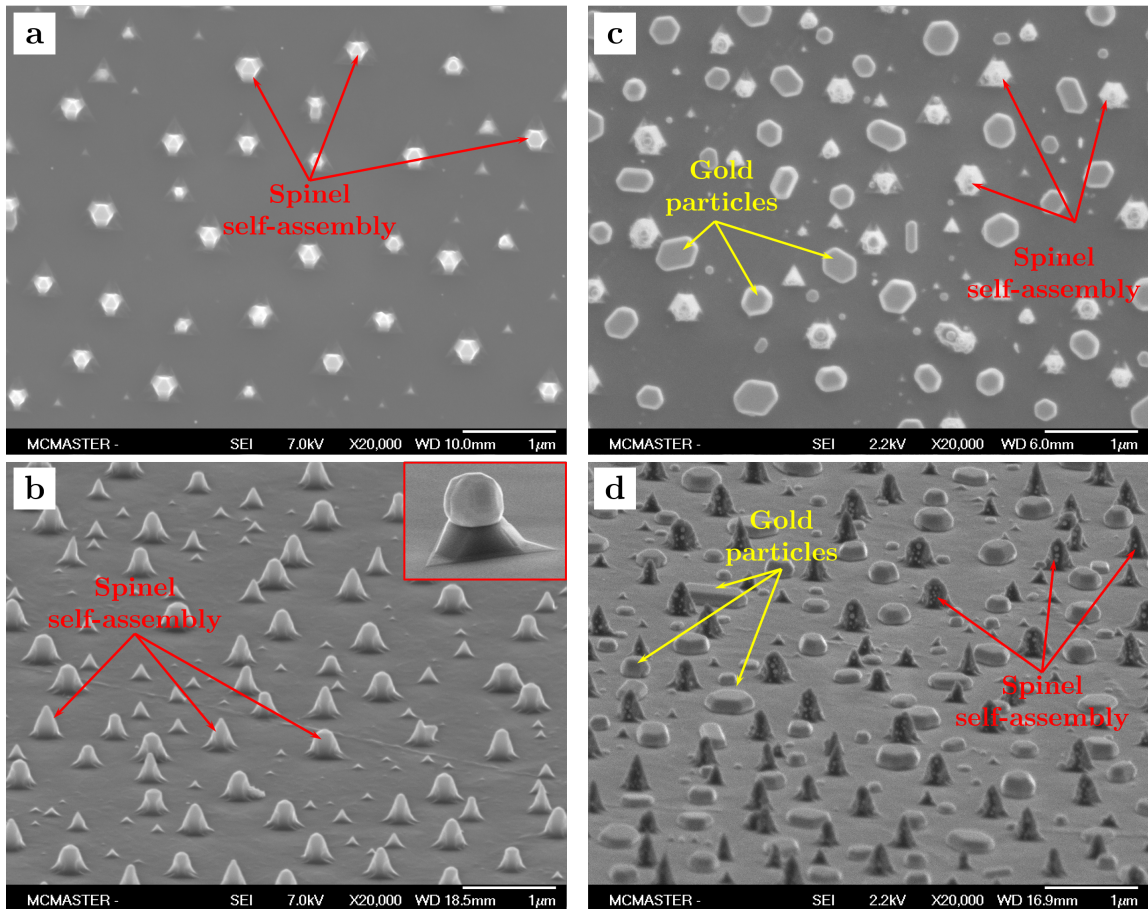 a
Spinel
self-assembly
MCMASTER - SEI 7.0kV X20,000 WD 10.0mm 1μm
c
Gold
particles
Spinel
self-assembly
MCMASTER - SEI 2.2kV X20,000 WD 6.0mm 1μm
b
Spinel
self-assembly
MCMASTER - SEI 7.0kV X20,000 WD 18.5mm 1μm
d
Gold
particles
Spinel
self-assembly
MCMASTER - SEI 2.2kV X20,000 WD 16.9mm 1μm